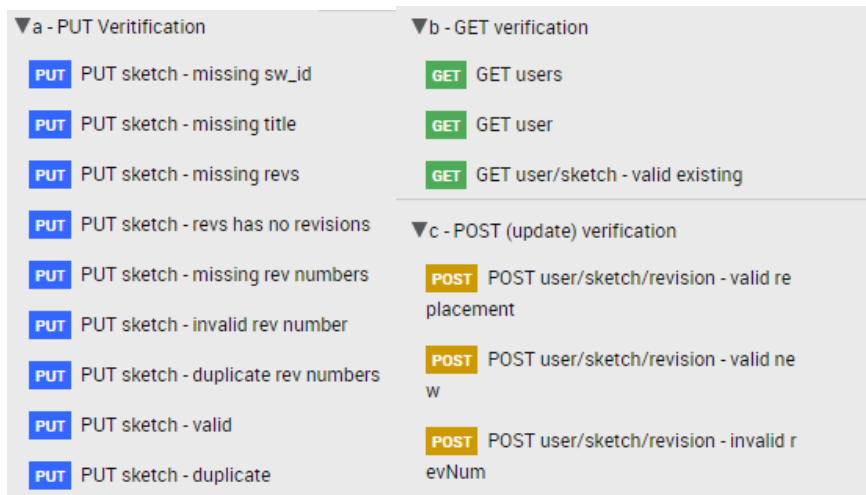 ▼a - PUT Veritification
PUT PUT sketch - missing sw_id
PUT PUT sketch - missing title
PUT PUT sketch - missing revs
PUT PUT sketch - revs has no revisions
PUT PUT sketch - missing rev numbers
PUT PUT sketch - invalid rev number
PUT PUT sketch - duplicate rev numbers
PUT PUT sketch - valid
PUT PUT sketch - duplicate
▼b - GET verification
GET GET users
GET GET user
GET GET user/sketch - valid existing
▼c - POST (update) verification
POST POST user/sketch/revision - valid re
placement
POST POST user/sketch/revision - valid ne
w
POST POST user/sketch/revision - invalid r
evNum